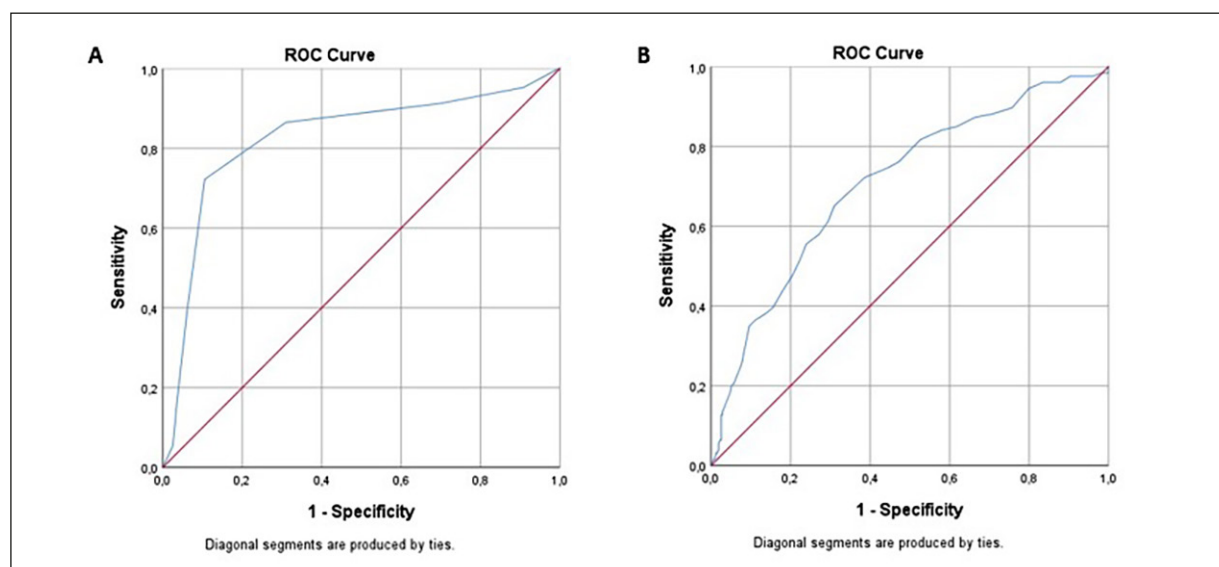 A
ROC Curve
1,0
0,8
0,6
0,4
0,2
0,0
Sensitivity
0,0 0,2 0,4 0,6 0,8 1,0
1 - Specificity
Diagonal segments are produced by ties.
B
ROC Curve
1,0
0,8
0,6
0,4
0,2
0,0
Sensitivity
0,0 0,2 0,4 0,6 0,8 1,0
1 - Specificity
Diagonal segments are produced by ties.